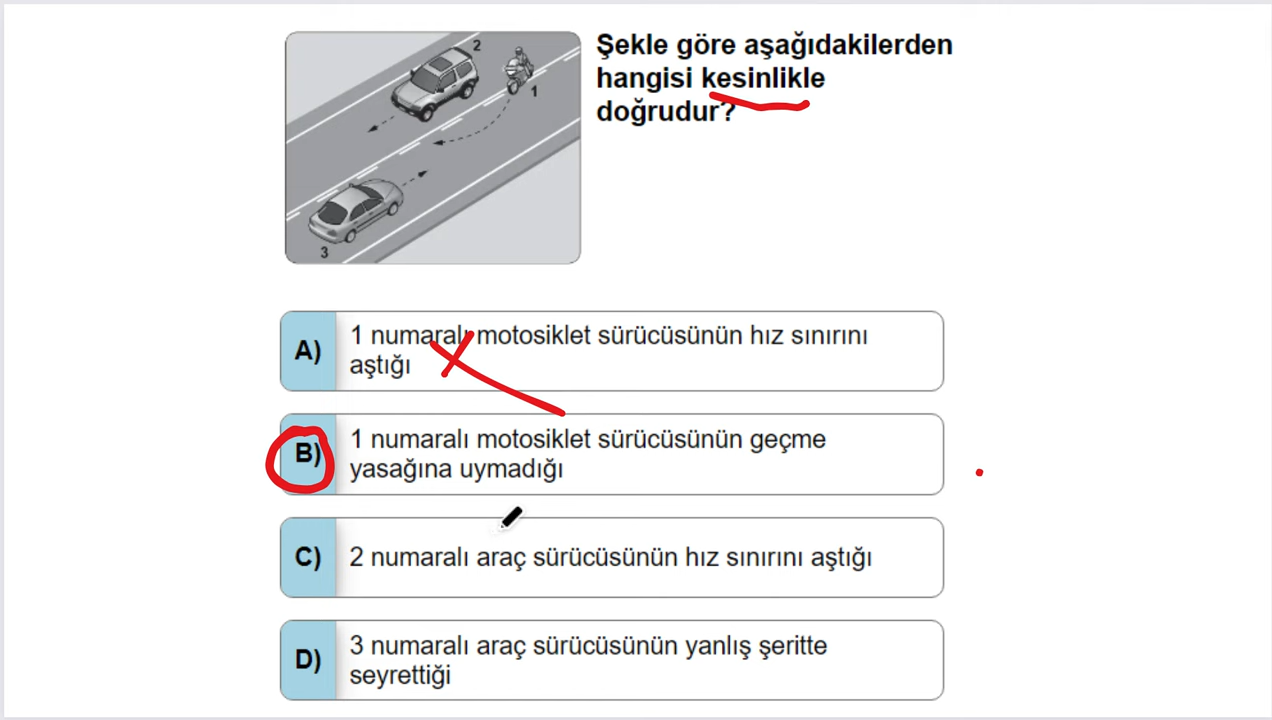 Şekle göre aşağıdakilerden
hangisi kesinlikle
doğrudur?
2
1
3
A)
1 numaralı motosiklet sürücüsünün hız sınırını
aştığı
B)
1 numaralı motosiklet sürücüsünün geçme
yasağına uymadığı
C)
2 numaralı araç sürücüsünün hız sınırını aştığı
D)
3 numaralı araç sürücüsünün yanlış şeritte
seyrettiği